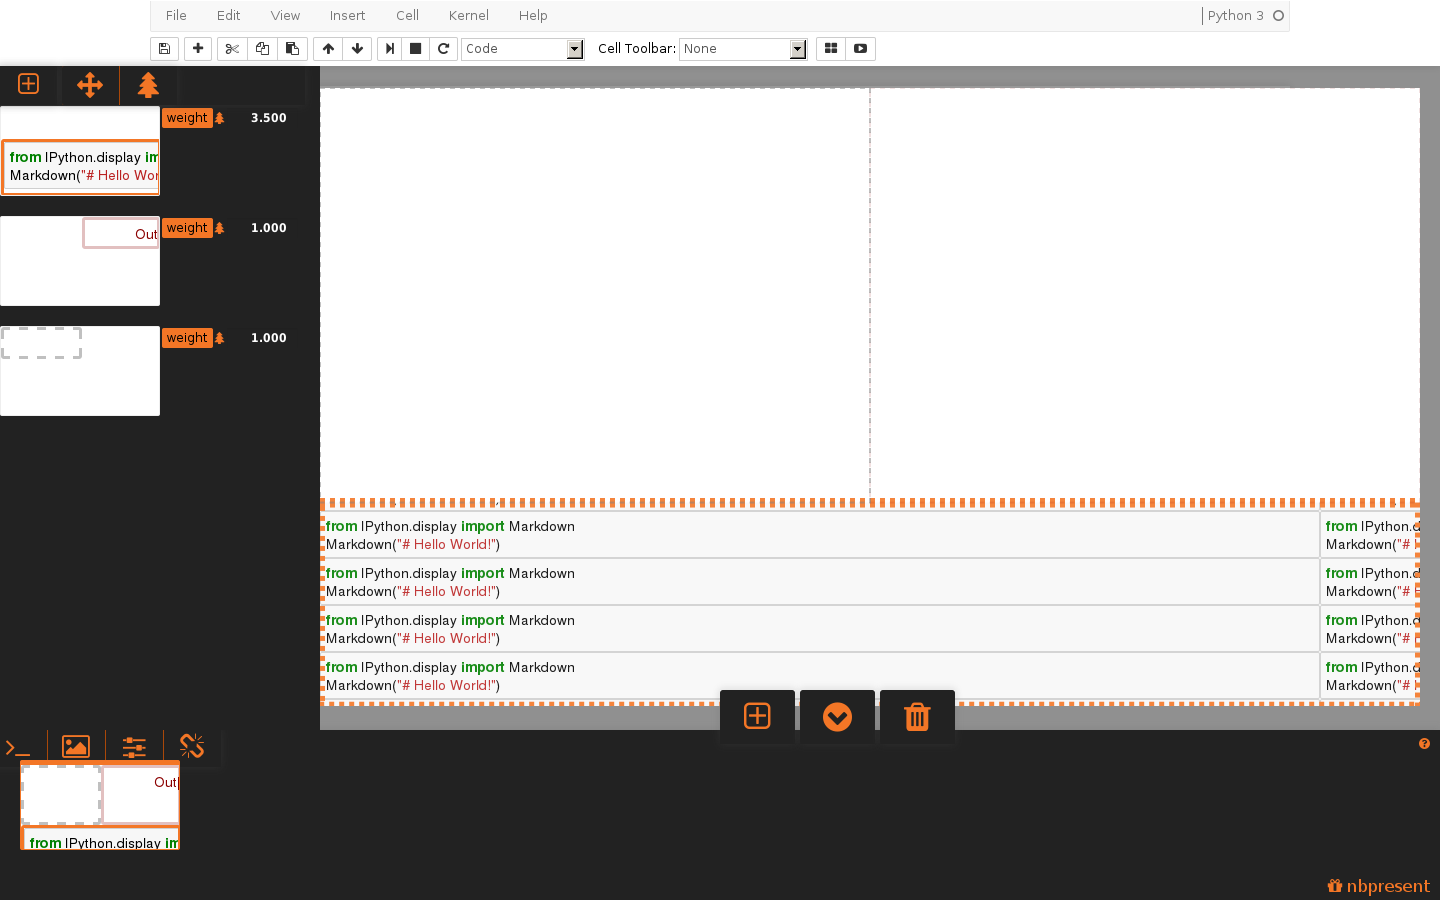 File Edit View Insert Cell Kernel Help Python 3
Code Cell Toolbar: None
weight 3.500
from IPython.display im
Markdown("# Hello Wor
weight 1.000
Out
weight 1.000
from IPython.display import Markdown from IPython.d
Markdown("# Hello World!") Markdown("#
from IPython.display import Markdown from IPython.d
Markdown("# Hello World!") Markdown("#
from IPython.display import Markdown from IPython.d
Markdown("# Hello World!") Markdown("#
from IPython.display import Markdown from IPython.d
Markdown("# Hello World!") Markdown("#
Out
from IPython.display im
nbpresent